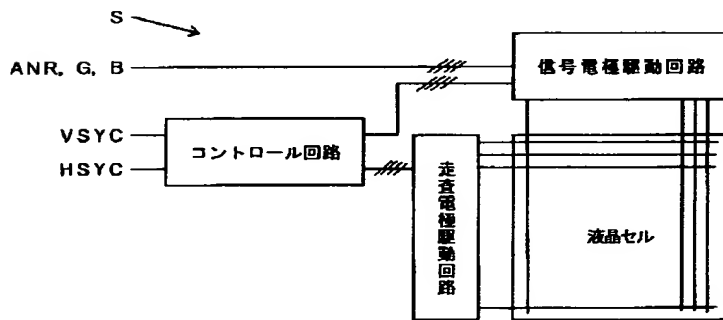 S
ANR, G, B
信号電極駆動回路
VSYC
HSYC
コントロール回路
走査電極駆動回路
液晶セル